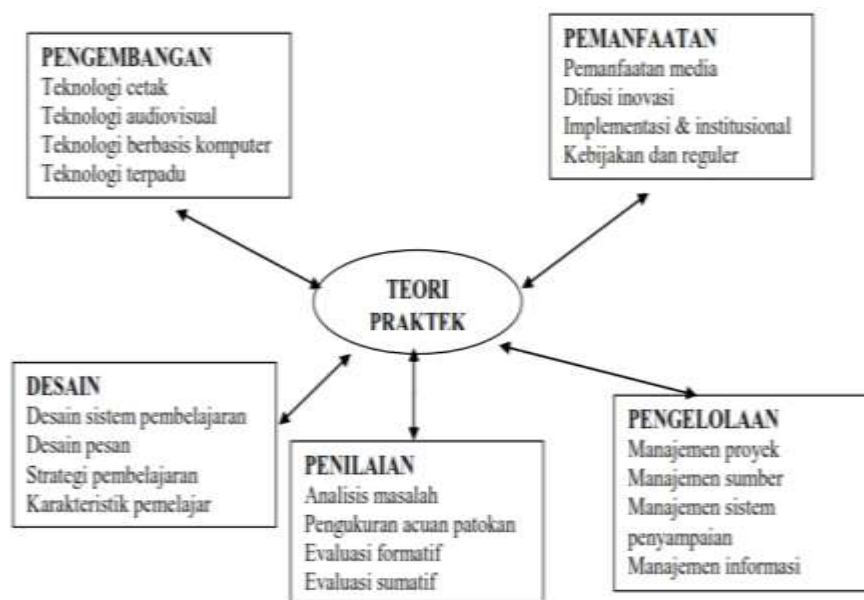 PENGEMBANGAN
Teknologi cetak
Teknologi audiovisual
Teknologi berbasis komputer
Teknologi terpadu
PEMANFAATAN
Pemanfaatan media
Difusi inovasi
Implementasi & institusional
Kebijakan dan reguler
TEORI
PRAKTEK
DESAIN
Desain sistem pembelajaran
Desain pesan
Strategi pembelajaran
Karakteristik pemelajar
PENILAIAN
Analisis masalah
Pengukuran acuan patokan
Evaluasi formatif
Evaluasi sumatif
PENGELOLAAN
Manajemen proyek
Manajemen sumber
Manajemen sistem
penyampaian
Manajemen informasi